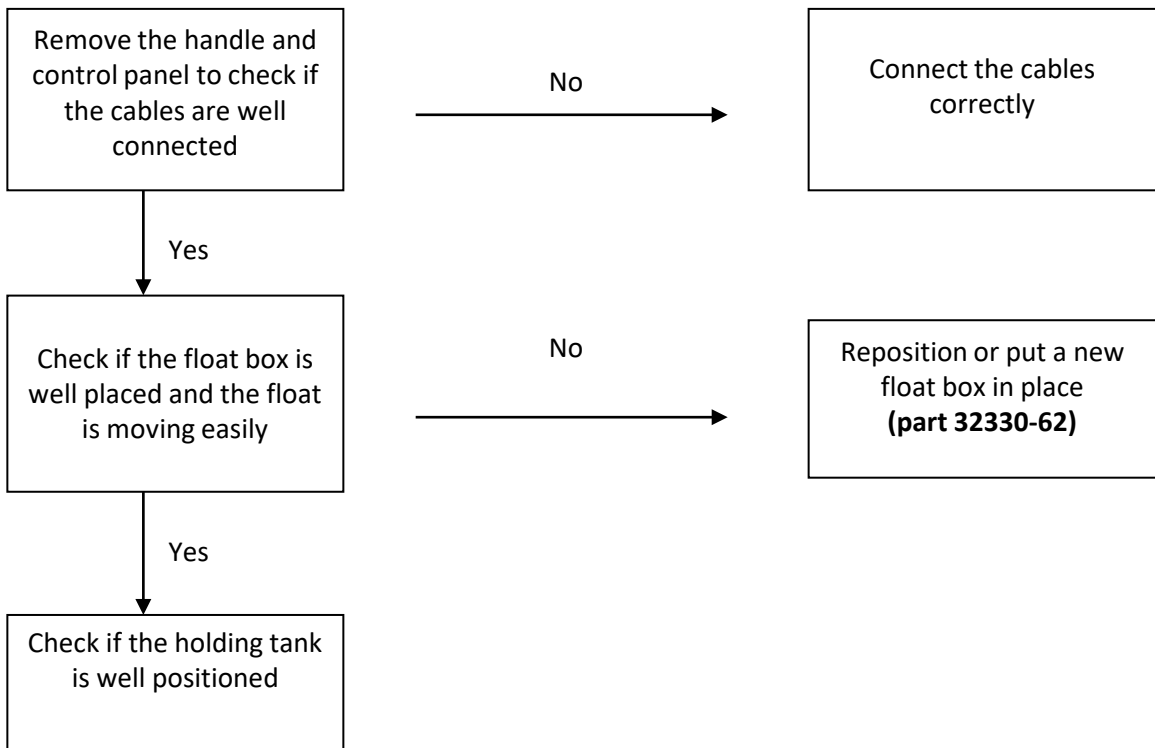 Remove the handle and
control panel to check if
the cables are well
connected
No
Connect the cables
correctly
Yes
Check if the float box is
well placed and the float
is moving easily
No
Reposition or put a new
float box in place
(part 32330-62)
Yes
Check if the holding tank
is well positioned